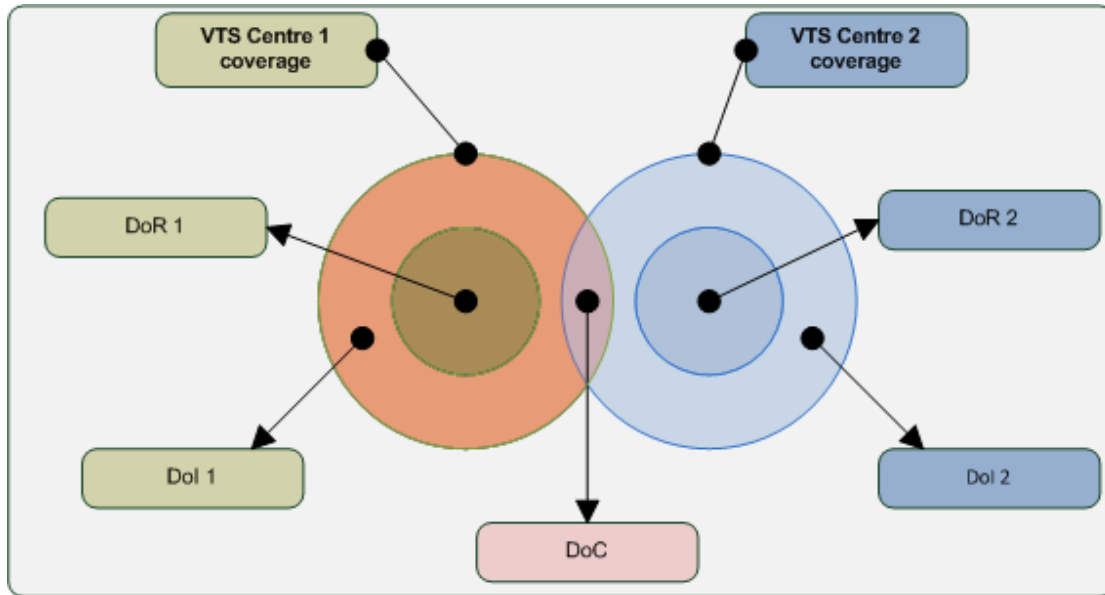 VTS Centre 1
coverage
VTS Centre 2
coverage
DoR 1
DoR 2
DoI 1
DoI 2
DoC